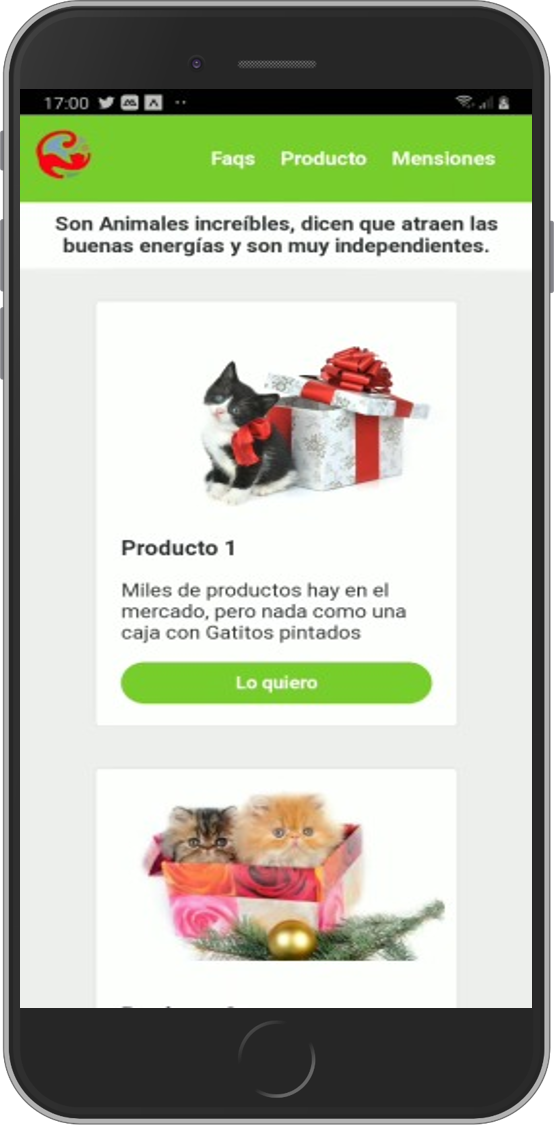 17:00
Faqs Producto Mensiones
Son Animales increíbles, dicen que atraen las
buenas energías y son muy independientes.
Producto 1
Miles de productos hay en el
mercado, pero nada como una
caja con Gatitos pintados
Lo quiero